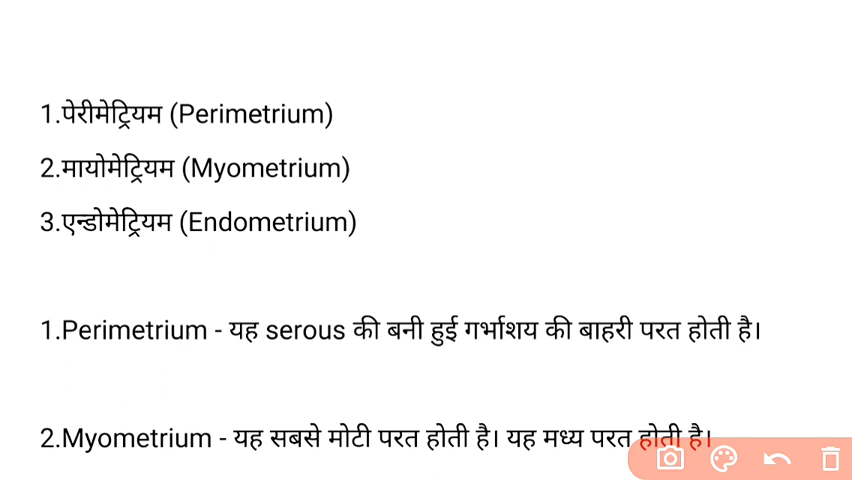 1.पेरीमेट्रियम (Perimetrium)
2.मायोमेट्रियम (Myometrium)
3.एन्डोमेट्रियम (Endometrium)
1.Perimetrium - यह serous की बनी हुई गर्भाशय की बाहरी परत होती है।
2.Myometrium - यह सबसे मोटी परत होती है। यह मध्य परत होती है।